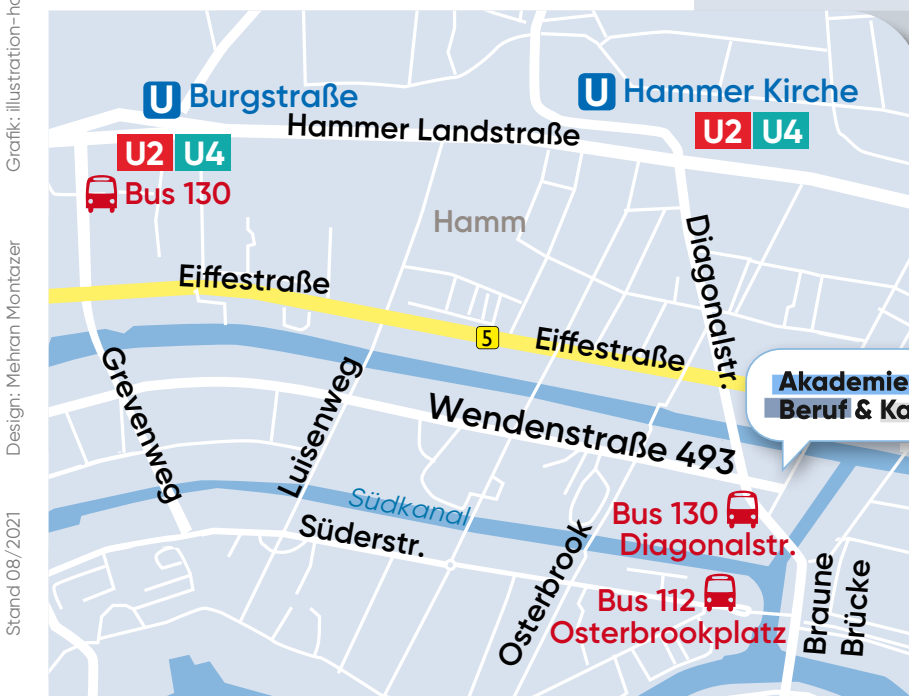 Grafik: illustration-ho
Design: Mehran Montazer
Stand 08/2021
U Burgstraße
U2 U4
Bus 130
U Hammer Kirche
U2 U4
Hammer Landstraße
Hamm
Diagonalstr.
Eiffestraße
5
Eiffestraße
Akademie
Beruf & Ka
Grevenweg
Luisenweg
Wendenstraße 493
Südkanal
Süderstr.
Osterbrook
Bus 130
Diagonalstr.
Bus 112
Osterbrookplatz
Braune
Brücke